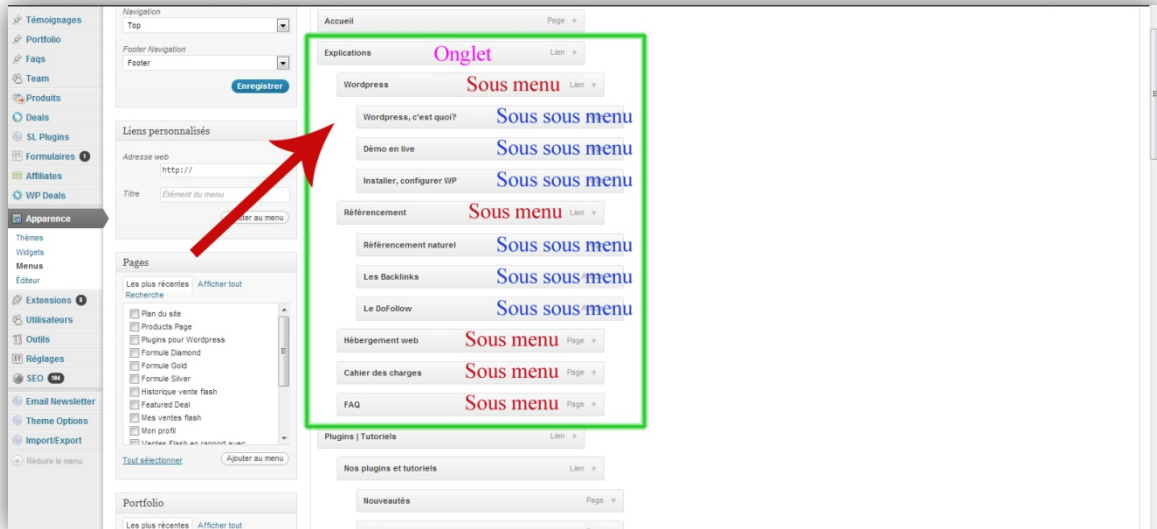 Témoignages
Portfolio
Faqs
Team
Produits
Deals
SL Plugins
Formulaires 1
Affiliates
WP Deals
Apparence
Thèmes
Widgets
Menus
Éditeur
Extensions 8
Utilisateurs
Outils
Réglages
SEO 184
Email Newsletter
Theme Options
Import/Export
Réduire le menu
Navigation
Top
Footer Navigation
Footer
Enregistrer
Liens personnalisés
Adresse web
http://
Titre
Élément du menu
Ajouter au menu
Pages
Les plus récentes Afficher tout
Recherche
Plan du site
Products Page
Plugins pour Wordpress
Formule Diamond
Formule Gold
Formule Silver
Historique vente flash
Featured Deal
Mes ventes flash
Mon profil
Ventes Flash en rapport avec
Tout sélectionner Ajouter au menu
Portfolio
Les plus récentes Afficher tout
Accueil Page
Explications Onglet Lien
Wordpress Sous menu Lien
Wordpress, c'est quoi? Sous sous menu
Démo en live Sous sous menu
Installer, configurer WP Sous sous menu
Référencement Sous menu Lien
Référencement naturel Sous sous menu
Les Backlinks Sous sous menu
Le DoFollow Sous sous menu
Hébergement web Sous menu Page
Cahier des charges Sous menu Page
FAQ Sous menu Page
Plugins | Tutoriels Lien
Nos plugins et tutoriels Lien
Nouveautés Page